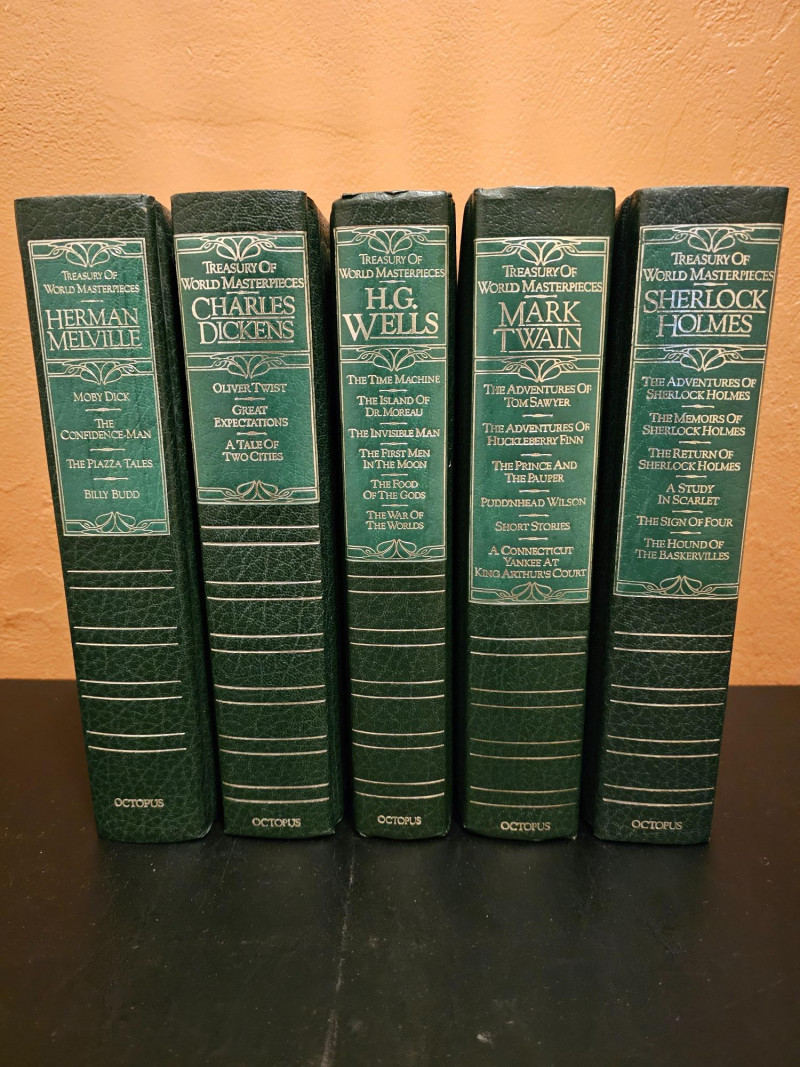 TREASURY OF
WORLD MASTERPIECES
HERMAN
MELVILLE
MOBY DICK
THE
CONFIDENCE-MAN
THE PIAZZA TALES
BILLY BUDD
OCTOPUS
TREASURY OF
WORLD MASTERPIECES
CHARLES
DICKENS
OLIVER TWIST
GREAT
EXPECTATIONS
A TALE OF
TWO CITIES
OCTOPUS
TREASURY OF
WORLD MASTERPIECES
H.G.
WELLS
THE TIME MACHINE
THE ISLAND OF
DR. MOREAU
THE INVISIBLE MAN
THE FIRST MEN
IN THE MOON
THE FOOD
OF THE GODS
THE WAR OF
THE WORLDS
OCTOPUS
TREASURY OF
WORLD MASTERPIECES
MARK
TWAIN
THE ADVENTURES OF
TOM SAWYER
THE ADVENTURES OF
HUCKLEBERRY FINN
THE PRINCE AND
THE PAUPER
PUDD'NHEAD WILSON
SHORT STORIES
A CONNECTICUT
YANKEE AT
KING ARTHUR'S COURT
OCTOPUS
TREASURY OF
WORLD MASTERPIECES
SHERLOCK
HOLMES
THE ADVENTURES OF
SHERLOCK HOLMES
THE MEMOIRS OF
SHERLOCK HOLMES
THE RETURN OF
SHERLOCK HOLMES
A STUDY
IN SCARLET
THE SIGN OF FOUR
THE HOUND OF
THE BASKERVILLES
OCTOPUS